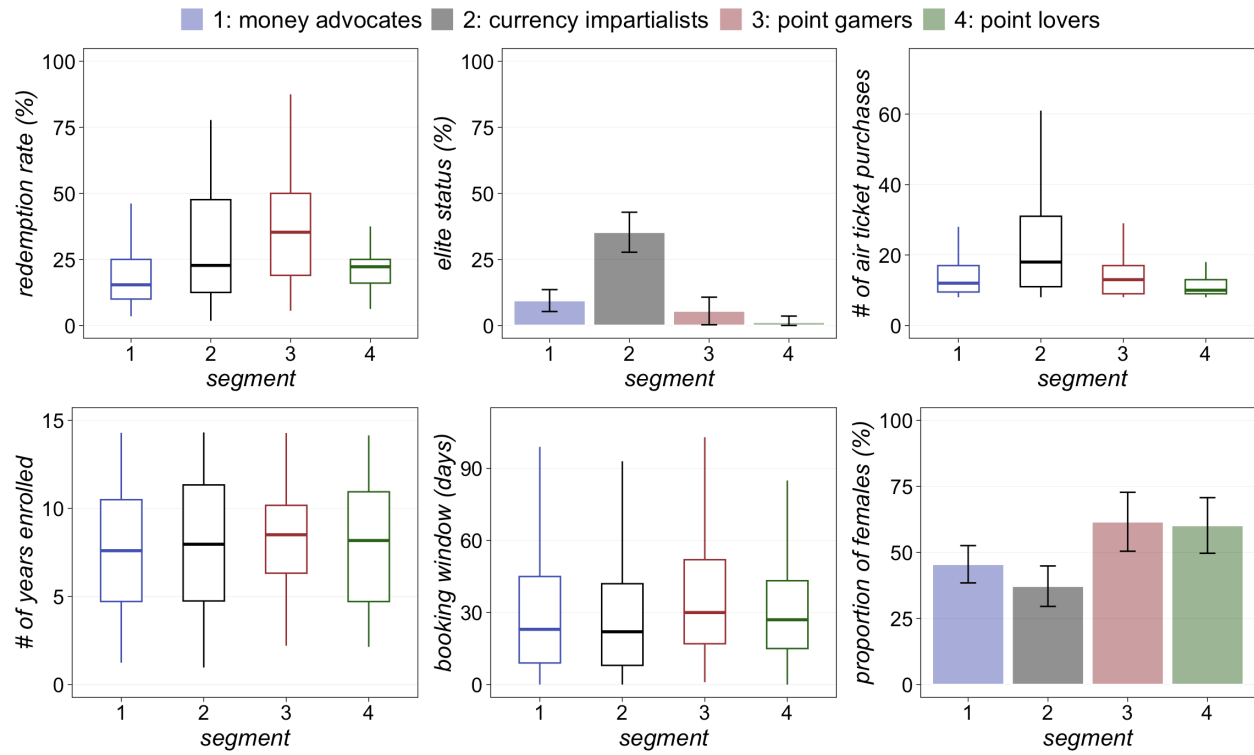 1: money advocates 2: currency impartialists 3: point gamers 4: point lovers
redemption rate (%)
100
75
50
25
0
1 2 3 4
segment
elite status (%)
100
75
50
25
0
1 2 3 4
segment
# of air ticket purchases
60
40
20
0
1 2 3 4
segment
# of years enrolled
15
10
5
0
1 2 3 4
segment
booking window (days)
90
60
30
0
1 2 3 4
segment
proportion of females (%)
100
75
50
25
0
1 2 3 4
segment